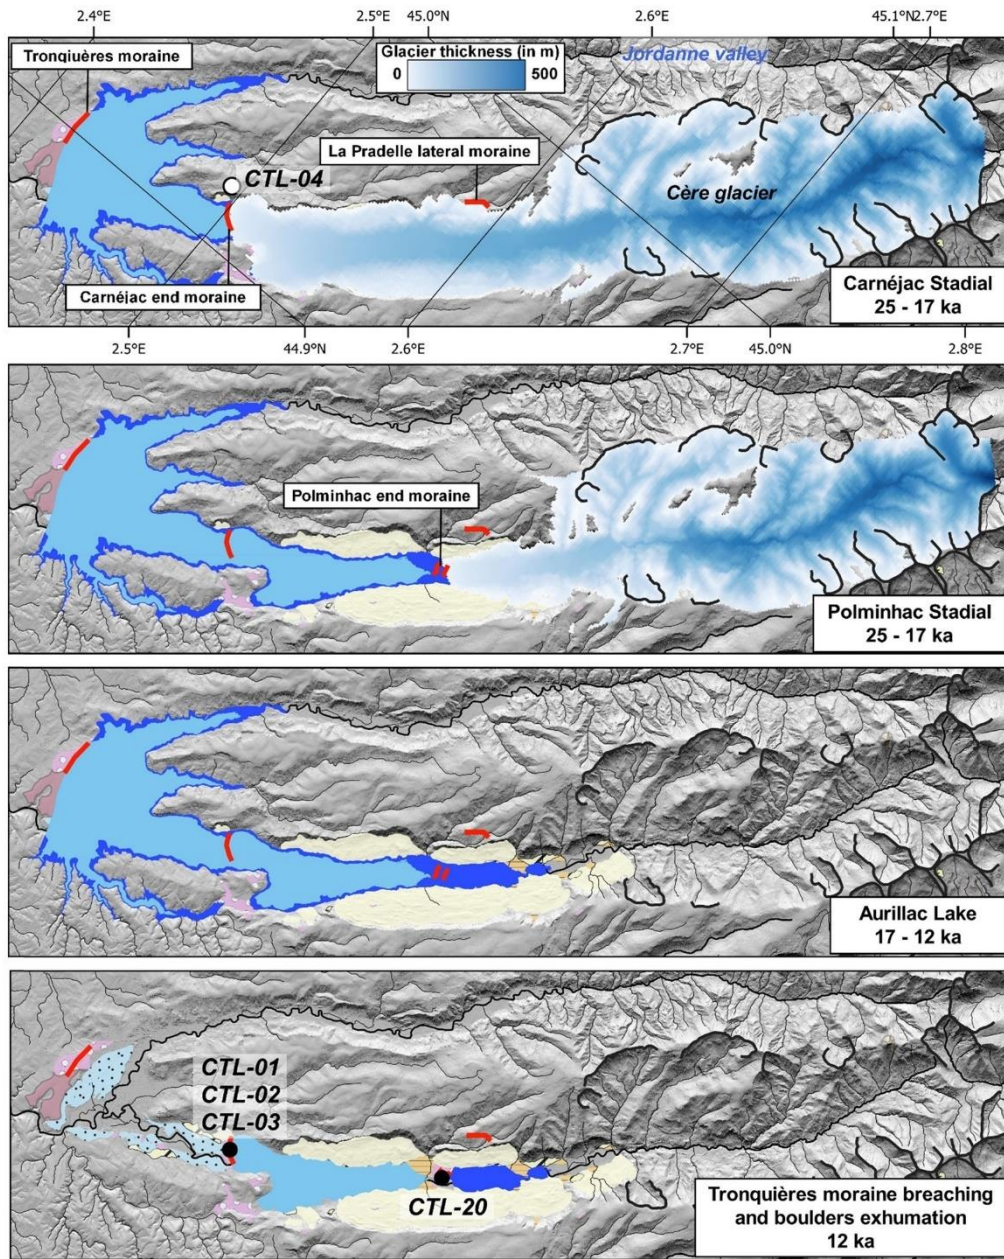 2.4°E 2.5°E 45.0°N 2.6°E 45.1°N 2.7°E
Tronquières moraine
Glacier thickness (in m)
0 500
Jordanne valley
La Pradelle lateral moraine
CTL-04
Cère glacier
Carnéjac end moraine
Carnéjac Stadial
25 - 17 ka
2.5°E 44.9°N 2.6°E 2.7°E 45.0°N 2.8°E
Polminhac end moraine
Polminhac Stadial
25 - 17 ka
Aurillac Lake
17 - 12 ka
CTL-01
CTL-02
CTL-03
CTL-20
Tronquières moraine breaching
and boulders exhumation
12 ka